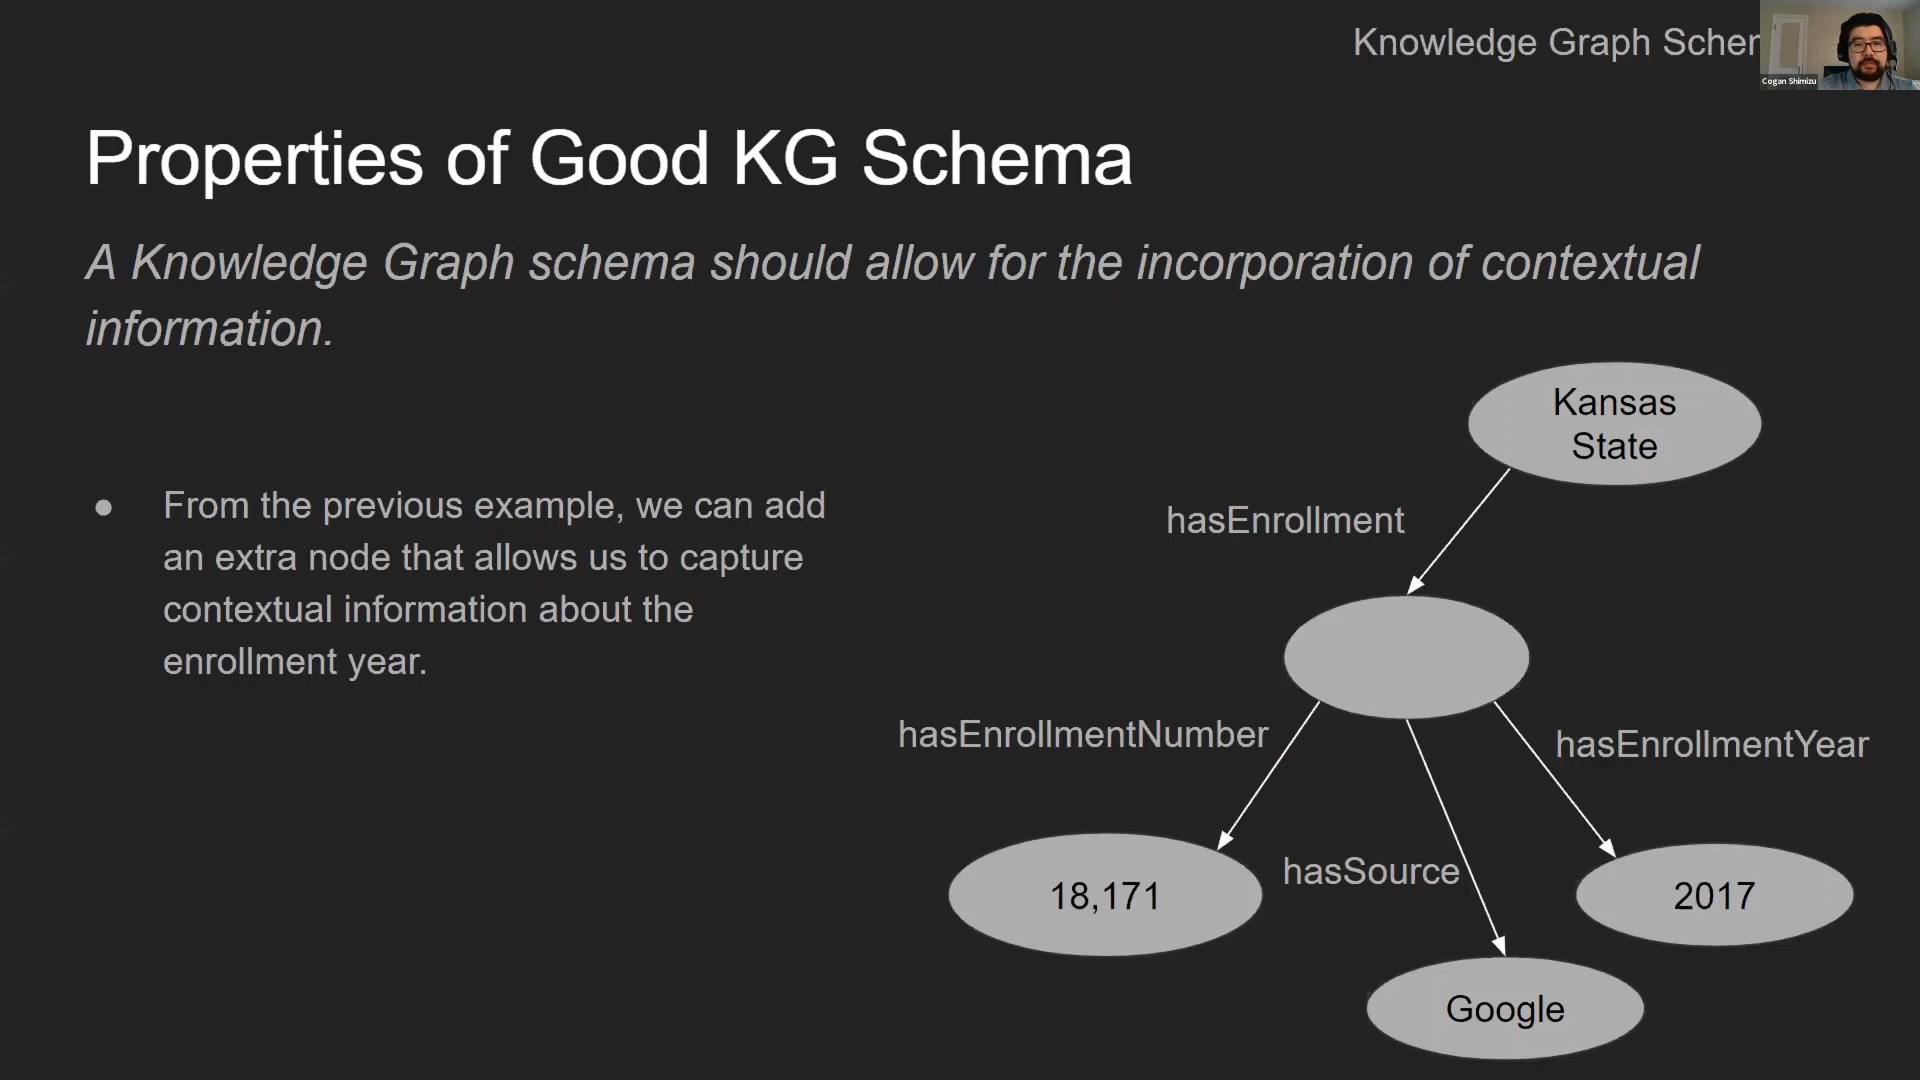 Knowledge Graph
Cogan Shimizu
Properties of Good KG Schema
A Knowledge Graph schema should allow for the incorporation of contextual
information.
Kansas
State
From the previous example, we can add
an extra node that allows us to capture
contextual information about the
enrollment year.
hasEnrollment
hasEnrollmentNumber
hasEnrollmentYear
hasSource
18,171
2017
Google